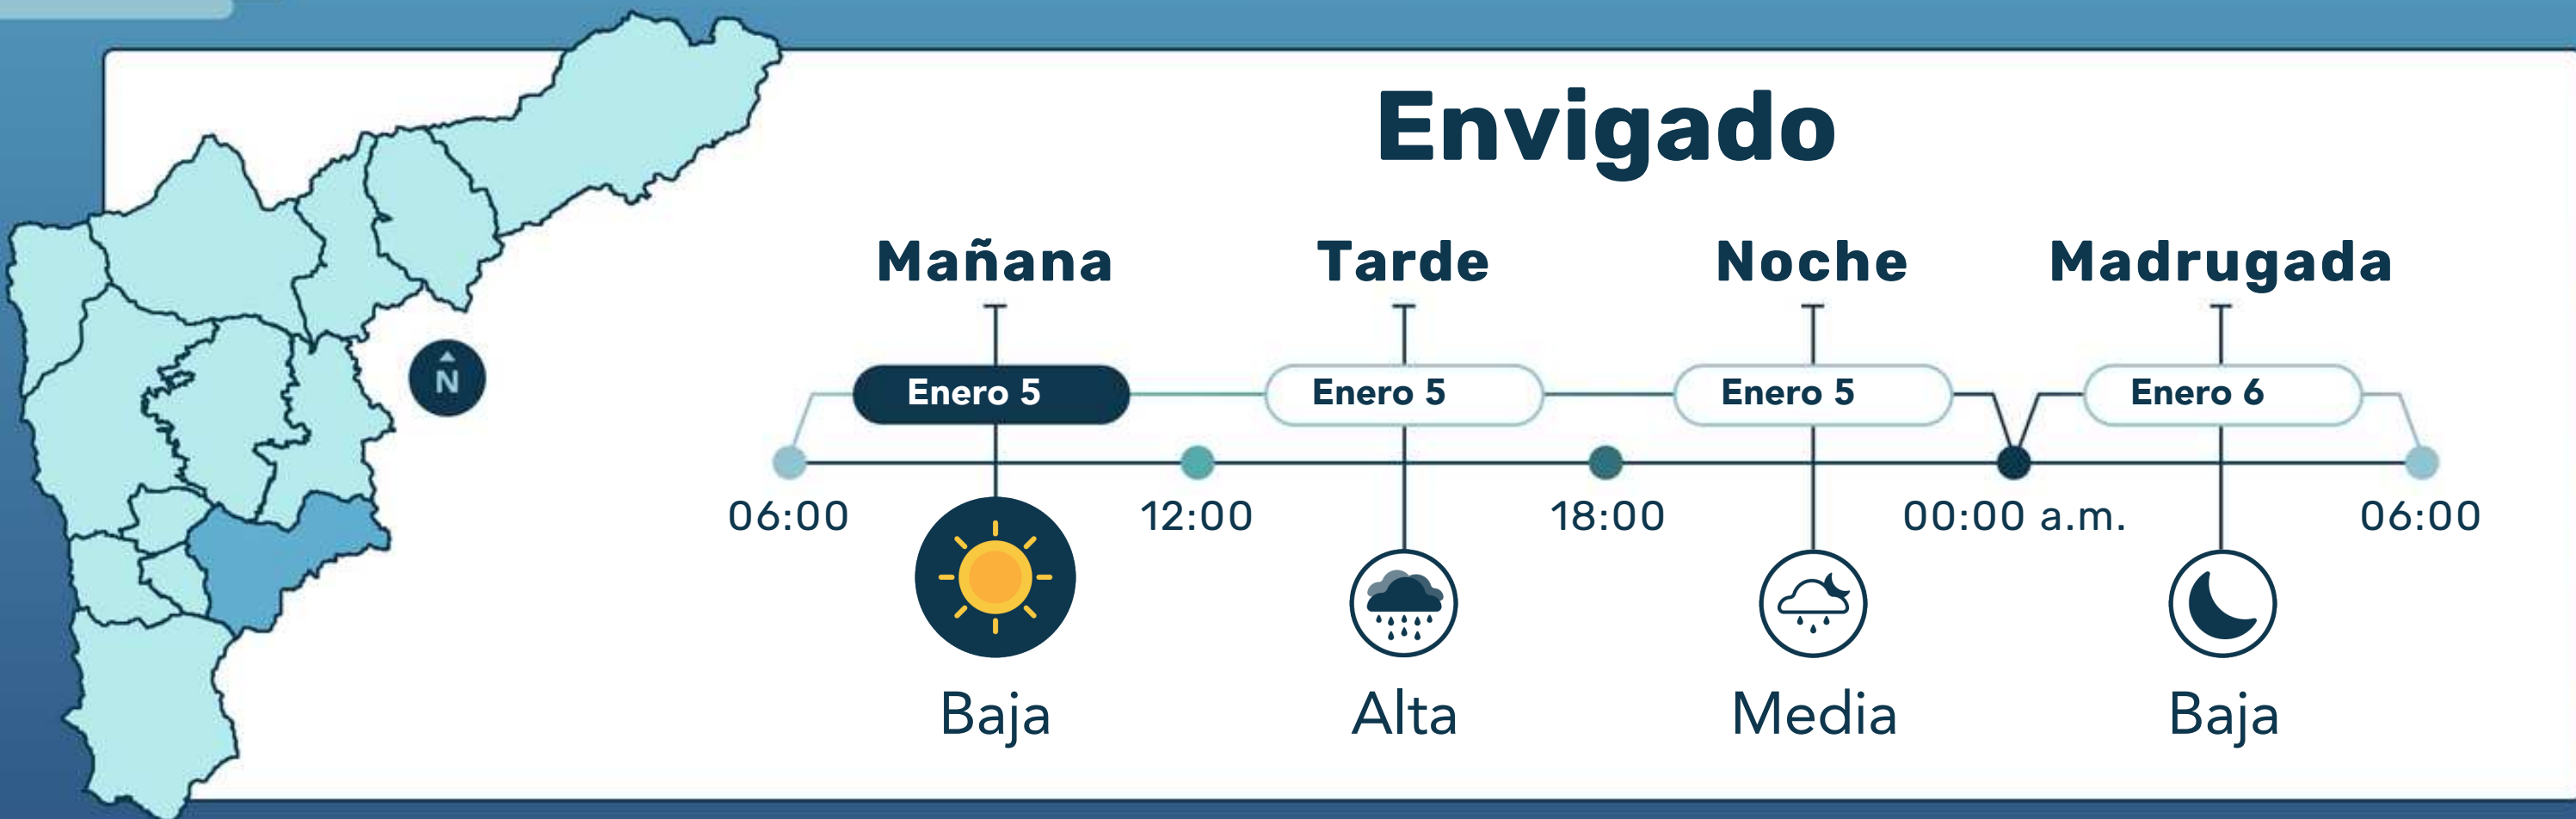 Envigado
Mañana Tarde Noche Madrugada
N
Enero 5 Enero 5 Enero 5 Enero 6
06:00 12:00 18:00 00:00 a.m. 06:00
Baja Alta Media Baja